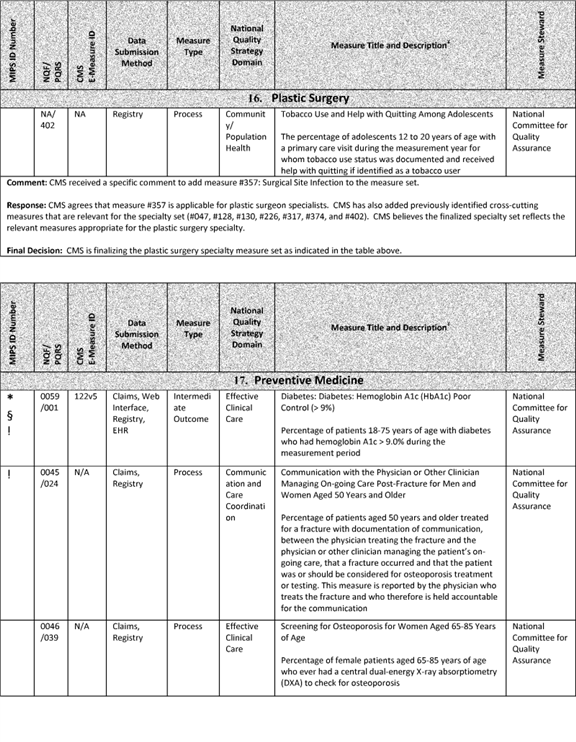 MIPS ID Number
NQF/
PQRS
CMS
E-Measure ID
Data
Submission
Method
Measure
Type
National
Quality
Strategy
Domain
Measure Title and Description¥
Measure Steward
16. Plastic Surgery
NA/
402
NA
Registry
Process
Communit
y/
Population
Health
Tobacco Use and Help with Quitting Among Adolescents
The percentage of adolescents 12 to 20 years of age with
a primary care visit during the measurement year for
whom tobacco use status was documented and received
help with quitting if identified as a tobacco user
National
Committee for
Quality
Assurance
Comment: CMS received a specific comment to add measure #357: Surgical Site Infection to the measure set.
Response: CMS agrees that measure #357 is applicable for plastic surgeon specialists. CMS has also added previously identified cross-cutting
measures that are relevant for the specialty set (#047, #128, #130, #226, #317, #374, and #402). CMS believes the finalized specialty set reflects the
relevant measures appropriate for the plastic surgery specialty.
Final Decision: CMS is finalizing the plastic surgery specialty measure set as indicated in the table above.
MIPS ID Number
NQF/
PQRS
CMS
E-Measure ID
Data
Submission
Method
Measure
Type
National
Quality
Strategy
Domain
Measure Title and Description¥
Measure Steward
17. Preventive Medicine
*
§
!
0059
/001
122v5
Claims, Web
Interface,
Registry,
EHR
Intermedi
ate
Outcome
Effective
Clinical
Care
Diabetes: Diabetes: Hemoglobin A1c (HbA1c) Poor
Control (> 9%)
Percentage of patients 18-75 years of age with diabetes
who had hemoglobin A1c > 9.0% during the
measurement period
National
Committee for
Quality
Assurance
!
0045
/024
N/A
Claims,
Registry
Process
Communic
ation and
Care
Coordinati
on
Communication with the Physician or Other Clinician
Managing On-going Care Post-Fracture for Men and
Women Aged 50 Years and Older
Percentage of patients aged 50 years and older treated
for a fracture with documentation of communication,
between the physician treating the fracture and the
physician or other clinician managing the patient's on-
going care, that a fracture occurred and that the patient
was or should be considered for osteoporosis treatment
or testing. This measure is reported by the physician who
treats the fracture and who therefore is held accountable
for the communication
National
Committee for
Quality
Assurance
0046
/039
N/A
Claims,
Registry
Process
Effective
Clinical
Care
Screening for Osteoporosis for Women Aged 65-85 Years
of Age
Percentage of female patients aged 65-85 years of age
who ever had a central dual-energy X-ray absorptiometry
(DXA) to check for osteoporosis
National
Committee for
Quality
Assurance